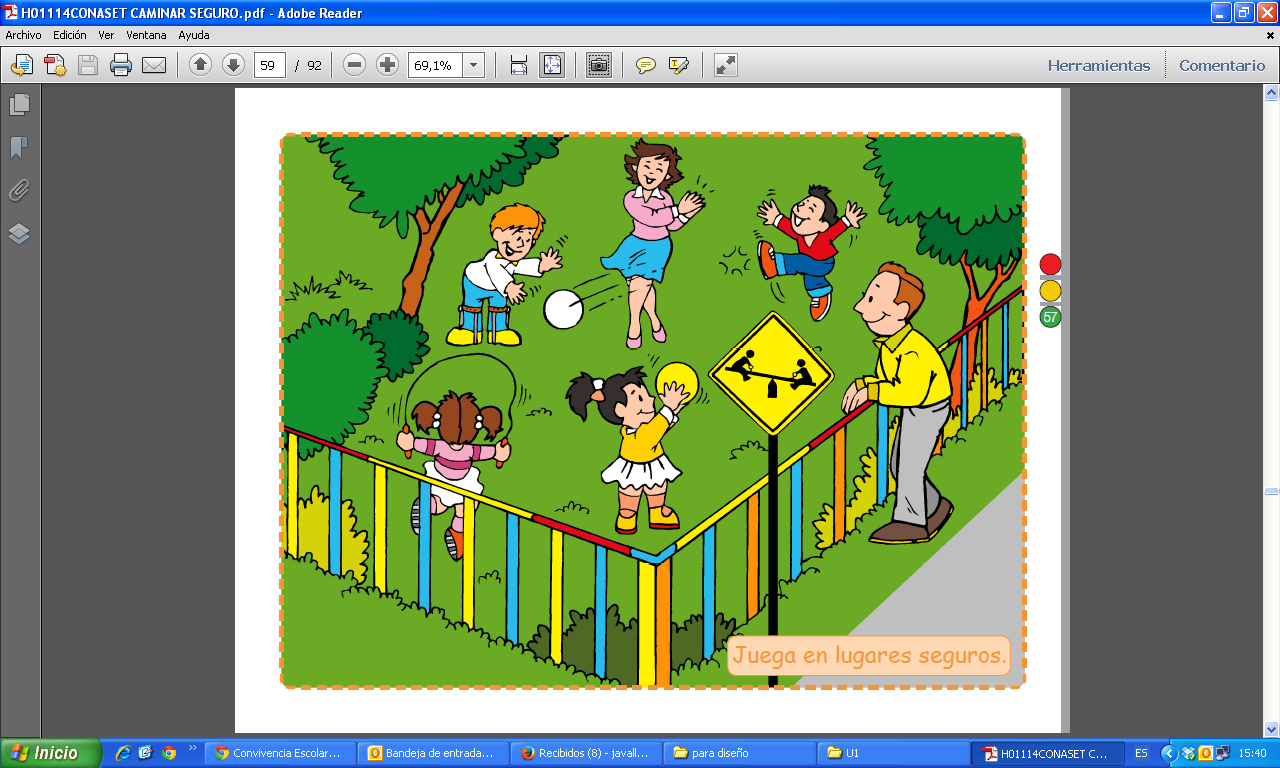 H01114CONASET CAMINAR SEGURO.pdf - Adobe Reader
Archivo Edición Ver Ventana Ayuda
59 / 92 69,1% Herramientas Comentario
57
Juega en lugares seguros.
Inicio Convivencia Escolar... Bandeja de entrada... Recibidos (8) - javall... para diseño U1 H01114CONASET C... ES 15:40